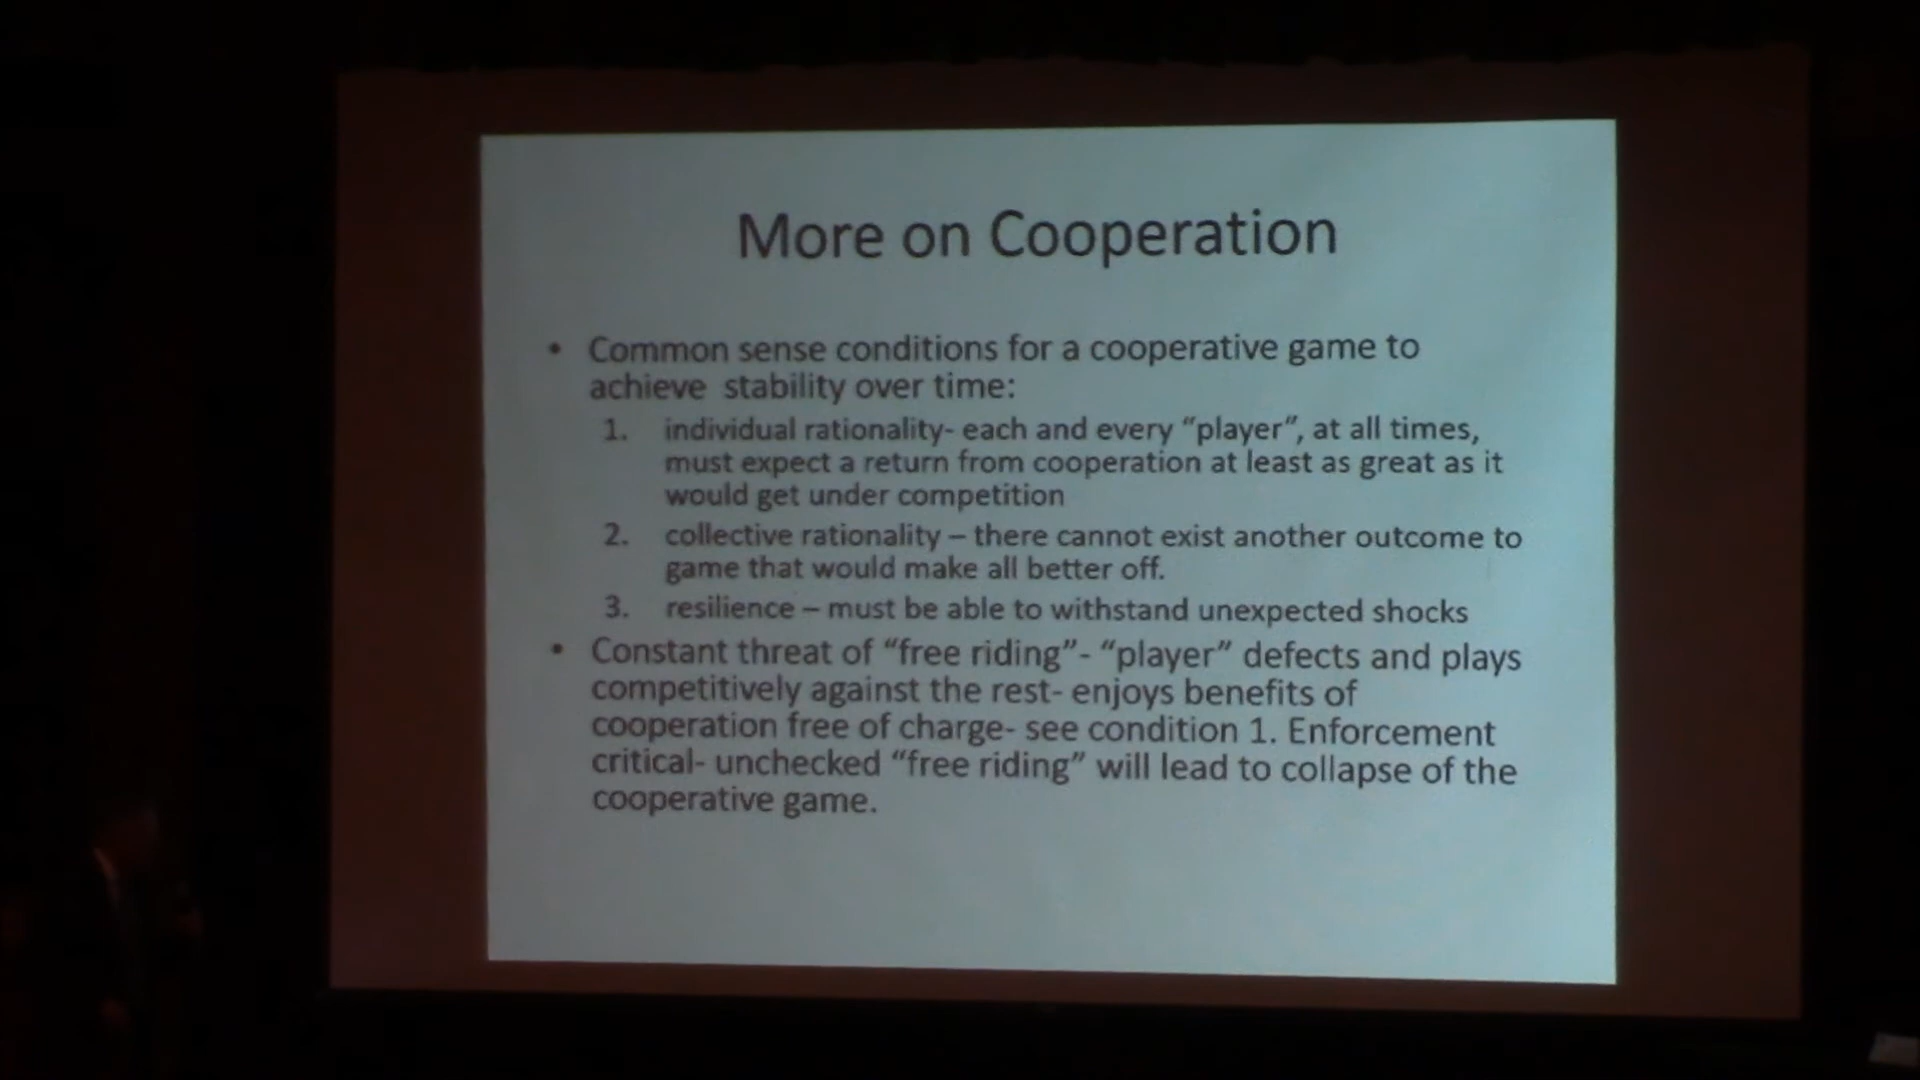 More on Cooperation
• Common sense conditions for a cooperative game to
achieve stability over time:
1. individual rationality- each and every “player”, at all times,
must expect a return from cooperation at least as great as it
would get under competition
2. collective rationality – there cannot exist another outcome to
game that would make all better off.
3. resilience – must be able to withstand unexpected shocks
• Constant threat of “free riding”- “player” defects and plays
competitively against the rest- enjoys benefits of
cooperation free of charge- see condition 1. Enforcement
critical- unchecked “free riding” will lead to collapse of the
cooperative game.